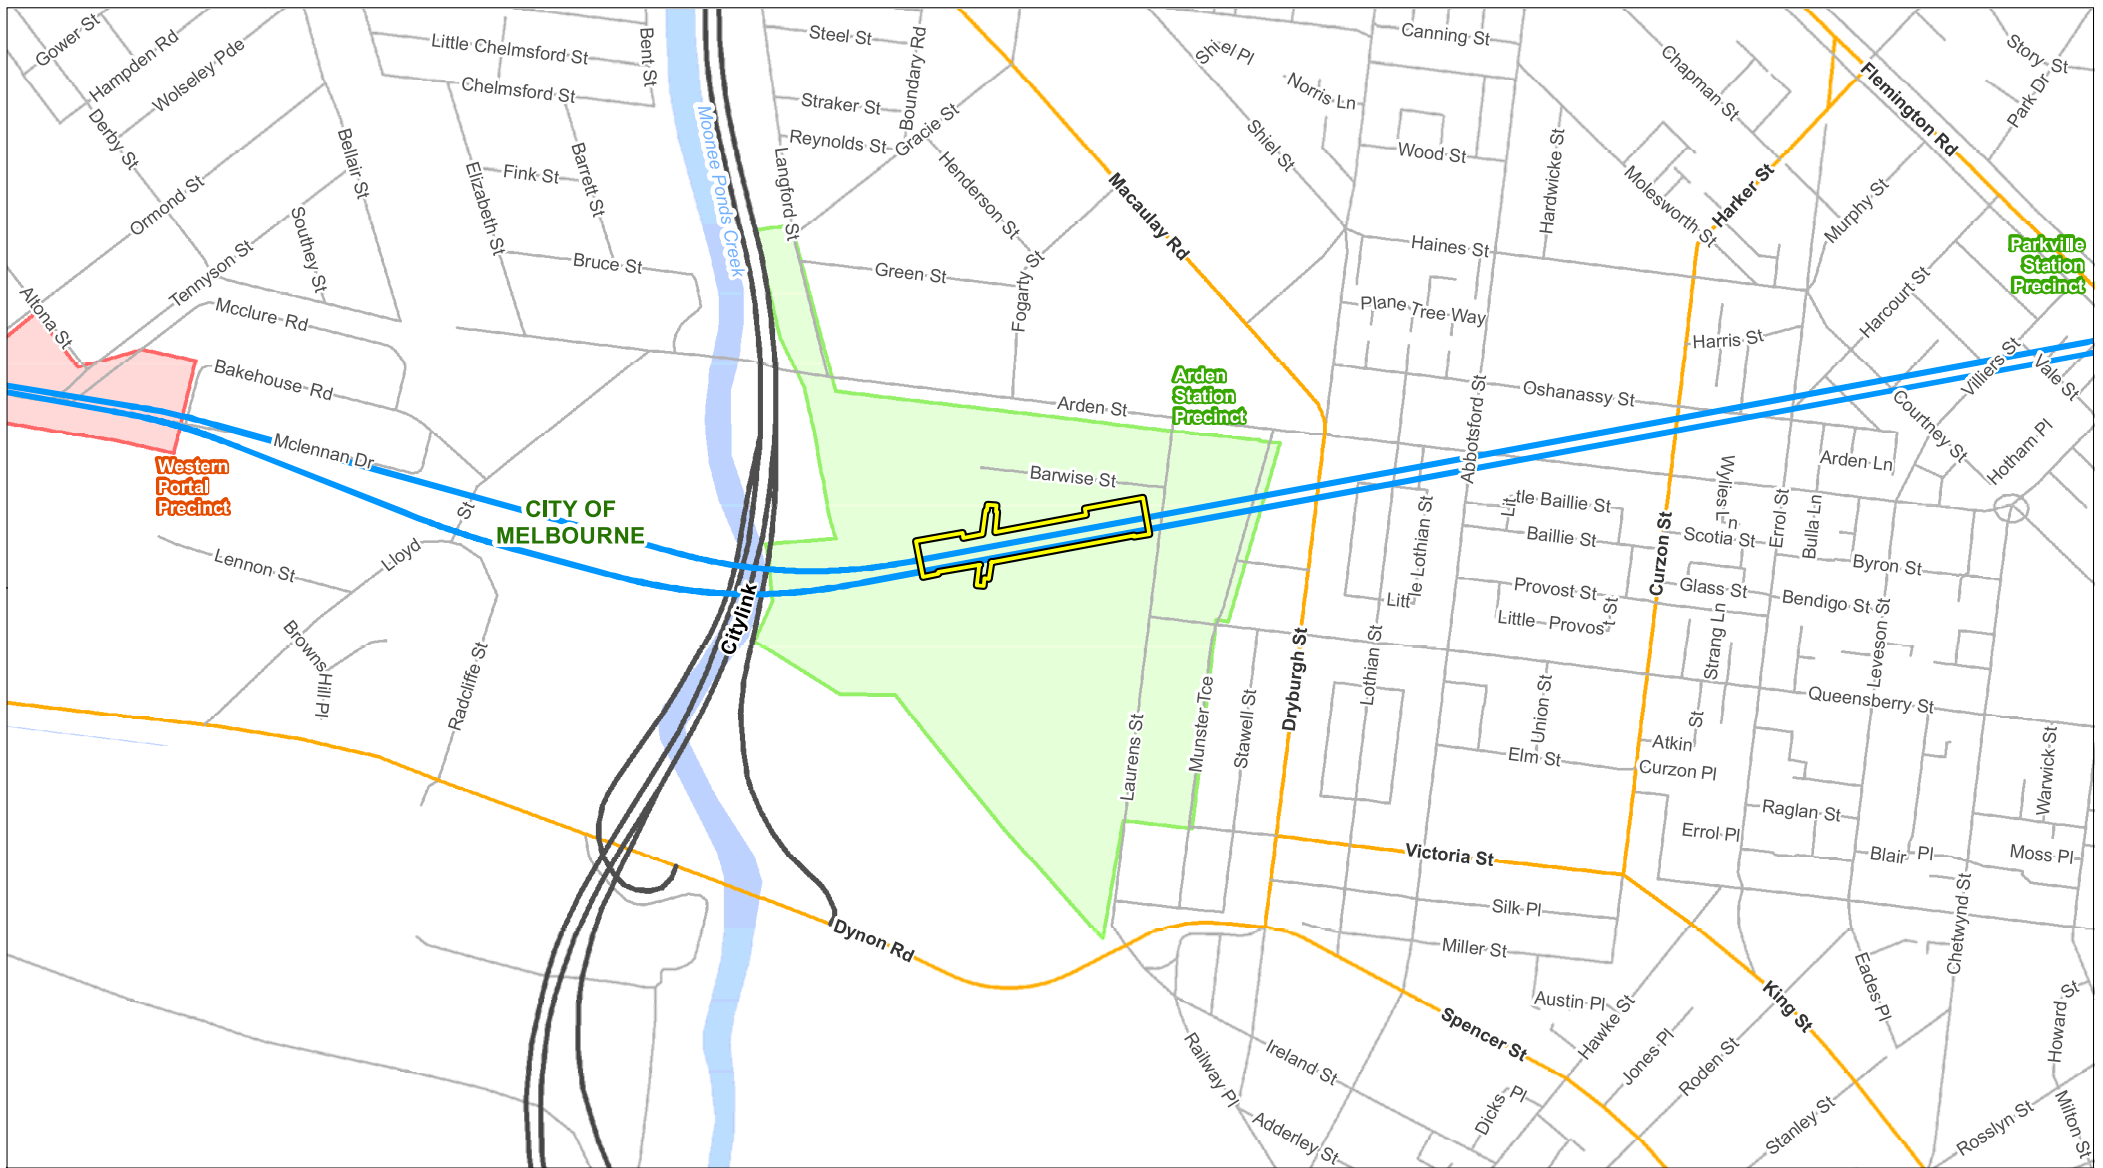 Gower St
Hampden Rd
Wolseley Pde
Little Chelmsford St
Chelmsford St
Bent St
Steel St
Boundary Rd
Straker St
Reynolds St
Gracie St
Shiel Pl
Norris Ln
Canning St
Chapman St
Flemington Rd
Story St
Park Dr
Derby St
Bellair St
Ormond St
Elizabeth St
Fink St
Barrett St
Moonee Ponds Creek
Langford St
Henderson St
Macaulay Rd
Shiel St
Wood St
Hardwicke St
Molesworth St
Harker St
Murphy St
Southey St
Tennyson St
Bruce St
Green St
Fogarty St
Haines St
Parkville
Station
Precinct
Altona St
Mcclure Rd
Plane Tree Way
Harris St
Harcourt St
Villiers St
Vale St
Bakehouse Rd
Arden
Station
Precinct
Arden St
Abbotsford St
Oshanassy St
Courtney St
Hotham Pl
Mclennan Dr
Western
Portal
Precinct
Barwise St
Arden Ln
CITY OF
MELBOURNE
Lloyd St
Lennon St
Little Baillie St
Baillie St
Wylies Ln
Scotia St
Errol St
Bulla Ln
Byron St
Little Lothian St
Curzon St
Provost St
Glass St
Bendigo St
Little Provost St
Citylink
Browns Hill Pl
Radcliffe St
Dryburgh St
Lothian St
Strang Ln
Leveson St
Queensberry St
Laurens St
Munster Tce
Stawell St
Union St
Elm St
Atkin St
Curzon Pl
Warwick St
Raglan St
Errol Pl
Victoria St
Blair Pl
Moss Pl
Dynon Rd
Silk Pl
Miller St
Chetwynd St
Eades Pl
Austin Pl
Hawke St
King St
Howard St
Spencer St
Railway Pl
Ireland St
Jones Pl
Roden St
Dicks Pl
Adderley St
Stanley St
Rosslyn St
Milton St